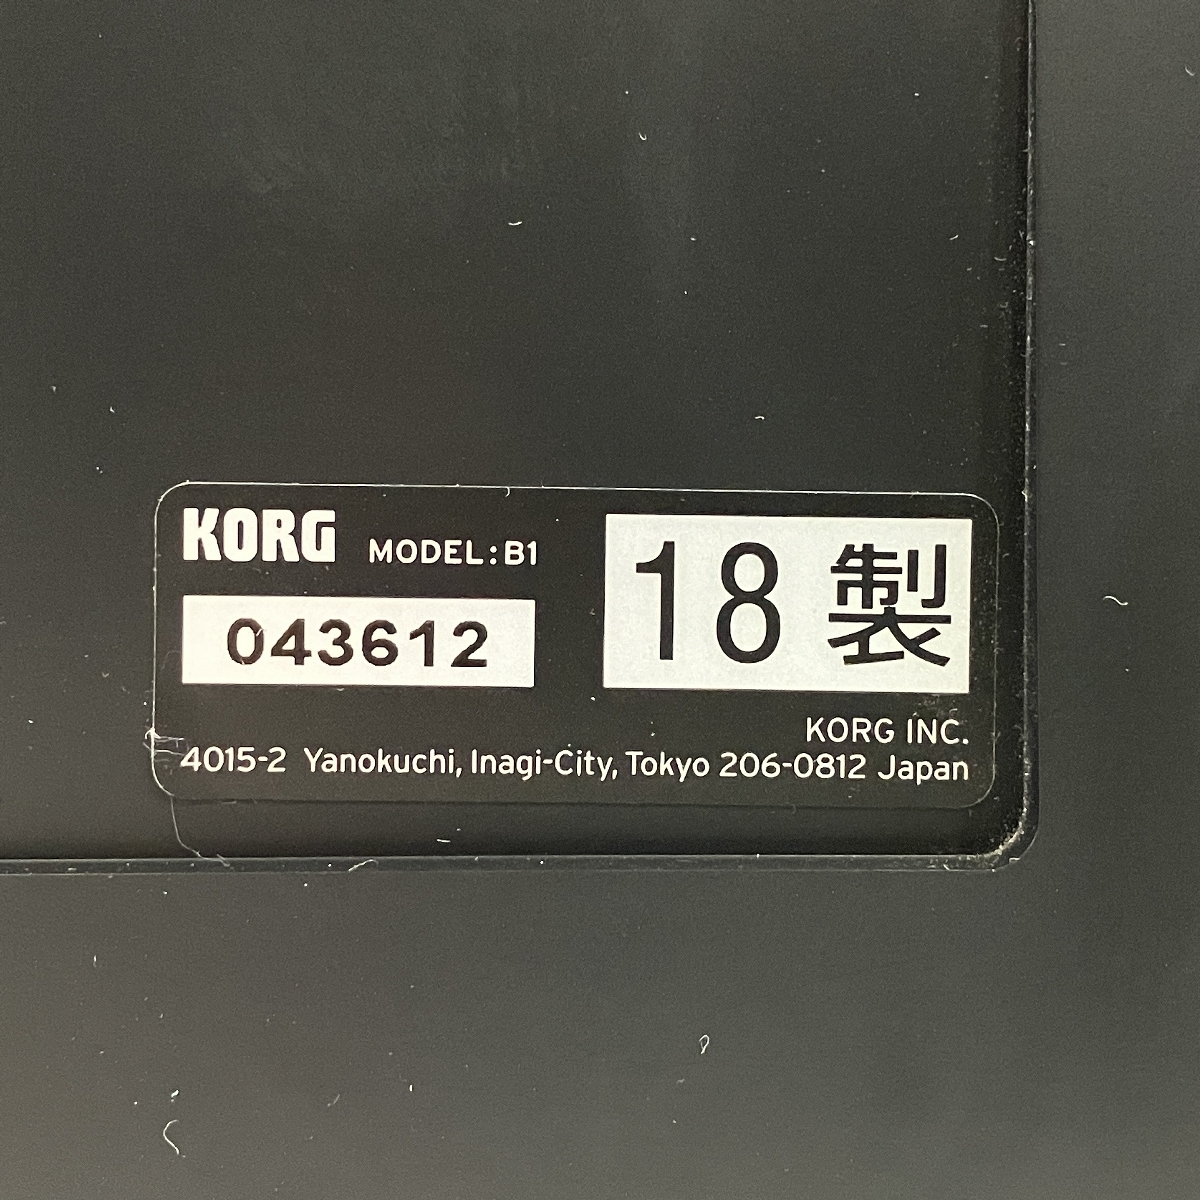 KORG MODEL:B1
043612
18 製
KORG INC.
4015-2 Yanokuchi, Inagi-City, Tokyo 206-0812 Japan